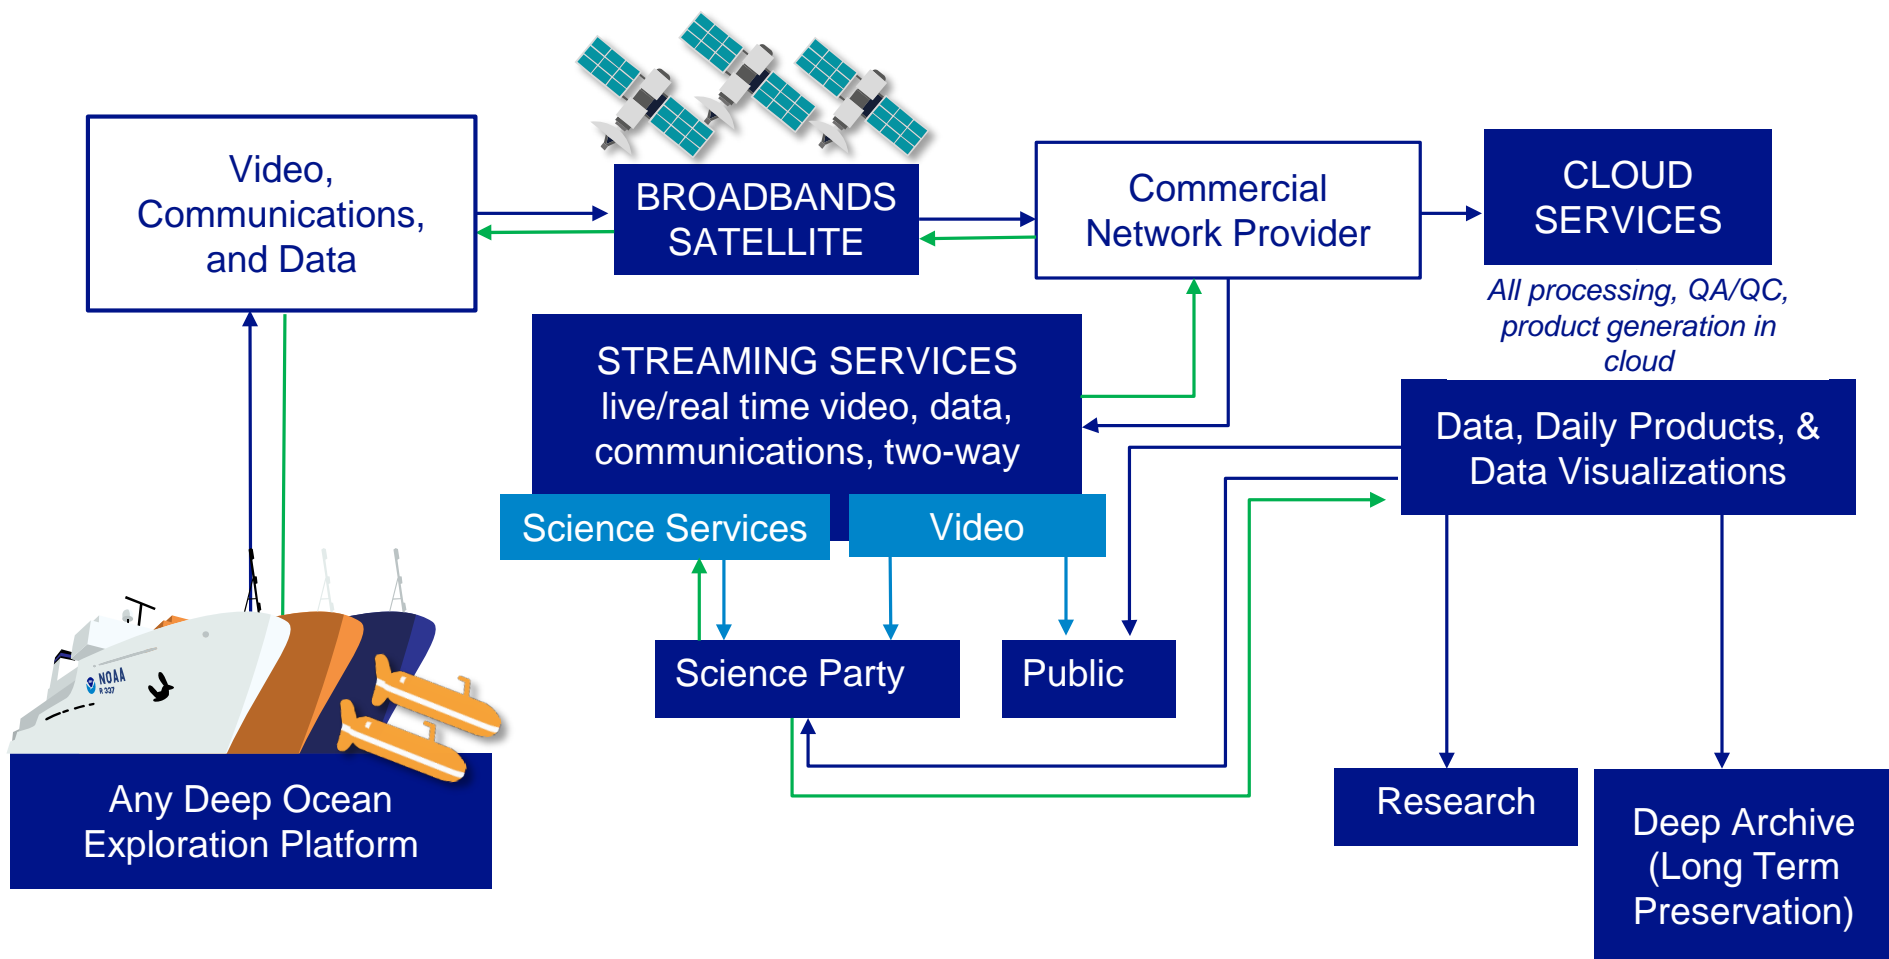 Video,
Communications,
and Data
BROADBANDS
SATELLITE
Commercial
Network Provider
CLOUD
SERVICES
All processing, QA/QC,
product generation in
cloud
STREAMING SERVICES
live/real time video, data,
communications, two-way
Science Services
Video
Data, Daily Products, &
Data Visualizations
Science Party
Public
NOAA
R 337
Any Deep Ocean
Exploration Platform
Research
Deep Archive
(Long Term
Preservation)